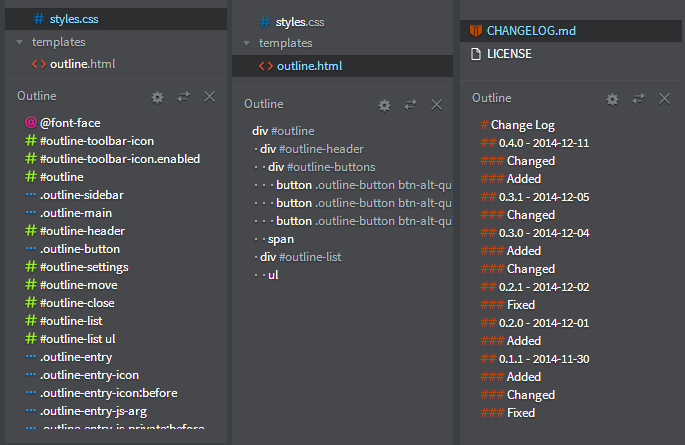 styles.css
templates
outline.html
Outline
@ @font-face
# #outline-toolbar-icon
# #outline-toolbar-icon.enabled
# #outline
··· .outline-sidebar
··· .outline-main
# #outline-header
··· .outline-button
# #outline-settings
# #outline-move
# #outline-close
# #outline-list
# #outline-list ul
··· .outline-entry
··· .outline-entry-icon
··· .outline-entry-icon:before
··· .outline-entry-js-arg
··· .outline-entry-js-private:before
styles.css
templates
outline.html
Outline
div #outline
· div #outline-header
· · div #outline-buttons
· · · button .outline-button btn-alt-qu
· · · button .outline-button btn-alt-qu
· · · button .outline-button btn-alt-qu
· · span
· div #outline-list
· · ul
CHANGELOG.md
LICENSE
Outline
# Change Log
## 0.4.0 - 2014-12-11
### Changed
### Added
## 0.3.1 - 2014-12-05
### Changed
## 0.3.0 - 2014-12-04
### Added
### Changed
## 0.2.1 - 2014-12-02
### Fixed
## 0.2.0 - 2014-12-01
### Added
## 0.1.1 - 2014-11-30
### Added
### Changed
### Fixed